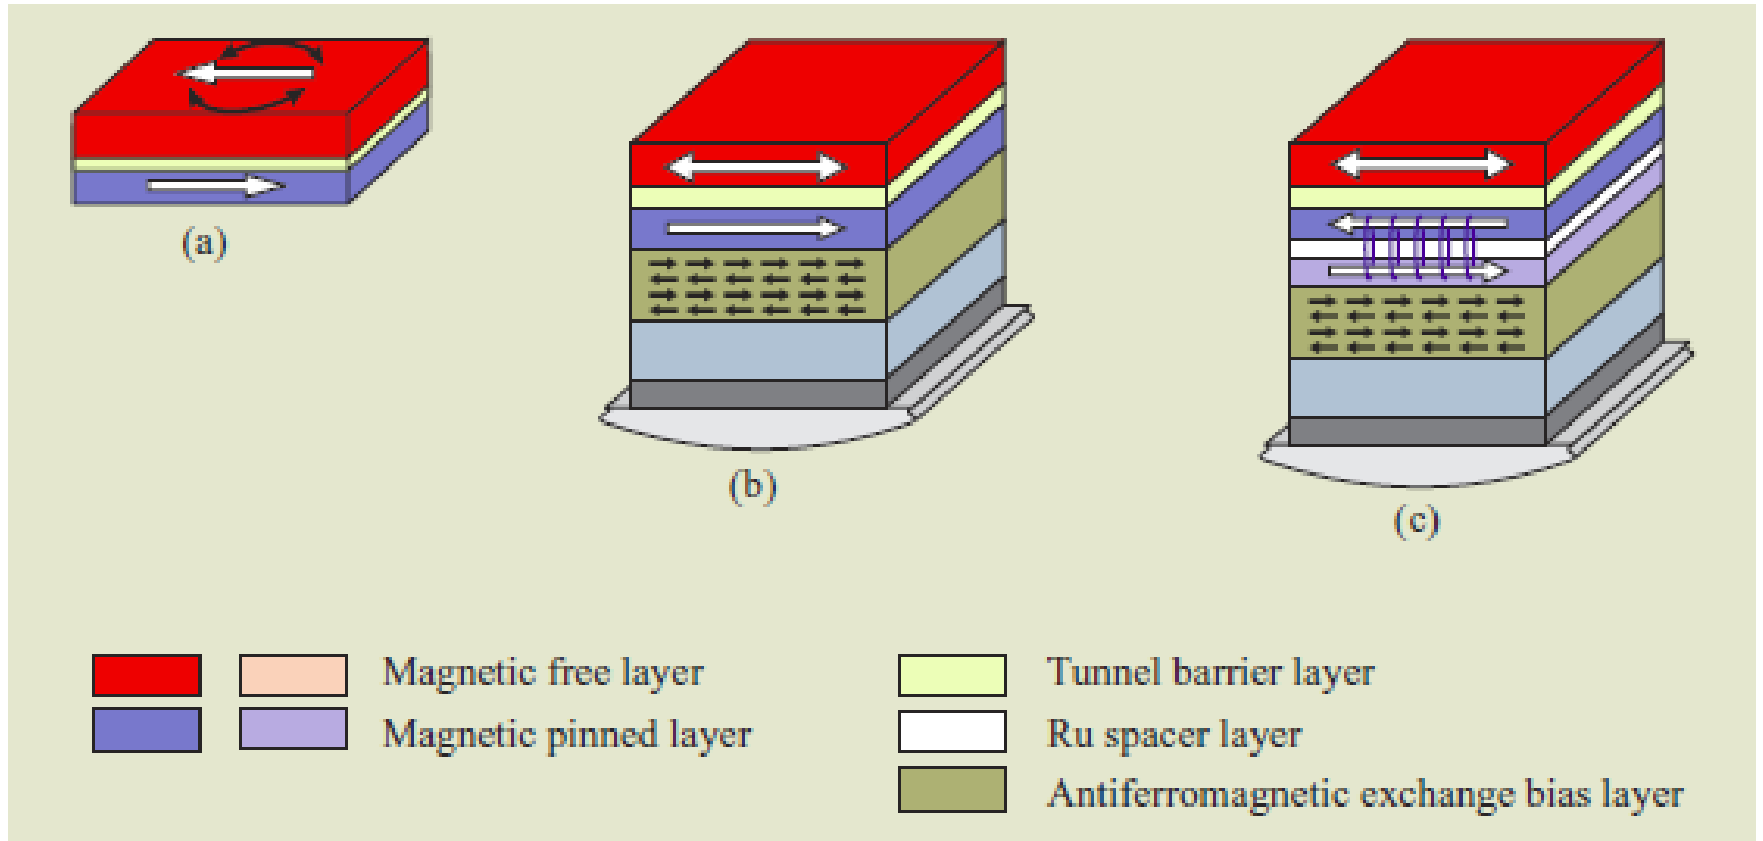 (a)
(b)
(c)
Magnetic free layer
Magnetic pinned layer
Tunnel barrier layer
Ru spacer layer
Antiferromagnetic exchange bias layer